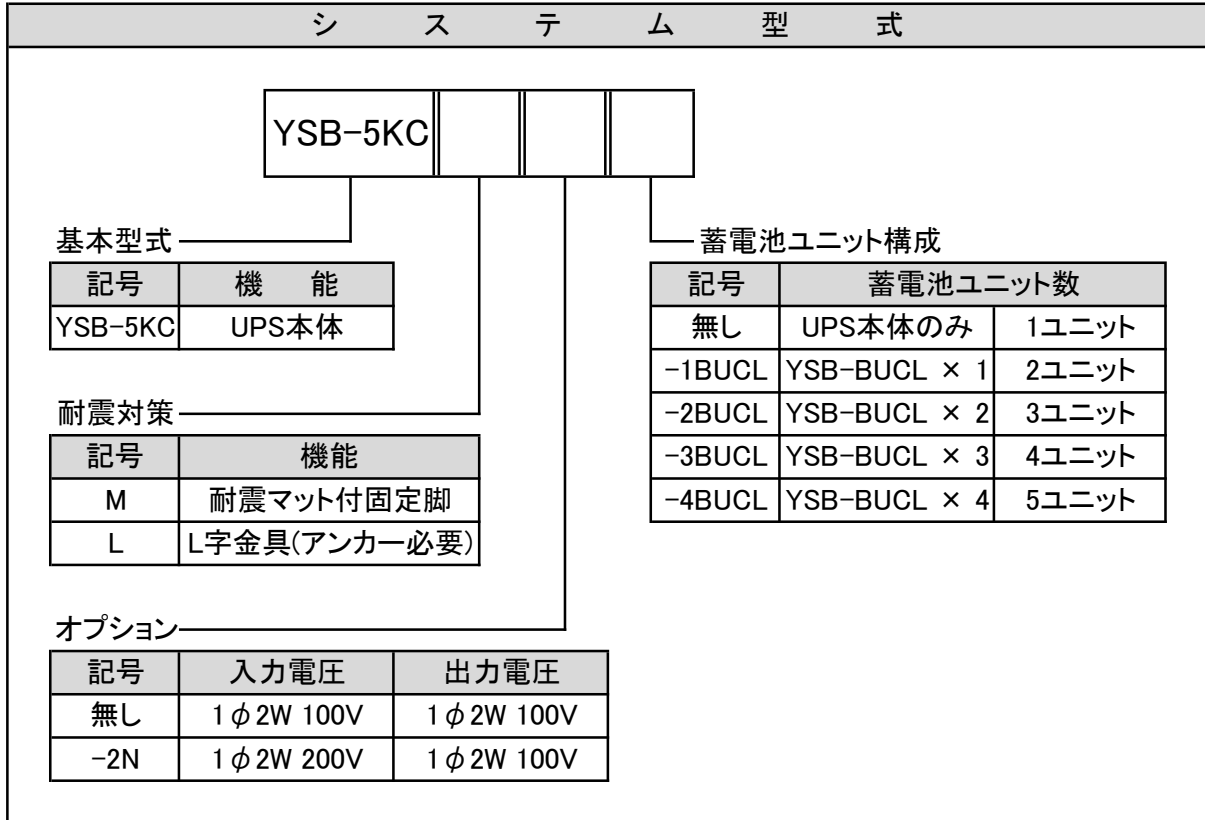 システム型式
YSB-5KC
基本型式
記号 機能
YSB-5KC UPS本体
耐震対策
記号 機能
M 耐震マット付固定脚
L L字金具(アンカー必要)
オプション
記号 入力電圧 出力電圧
無し 1φ2W 100V 1φ2W 100V
-2N 1φ2W 200V 1φ2W 100V
蓄電池ユニット構成
記号 蓄電池ユニット数
無し UPS本体のみ 1ユニット
-1BUCL YSB-BUCL × 1 2ユニット
-2BUCL YSB-BUCL × 2 3ユニット
-3BUCL YSB-BUCL × 3 4ユニット
-4BUCL YSB-BUCL × 4 5ユニット